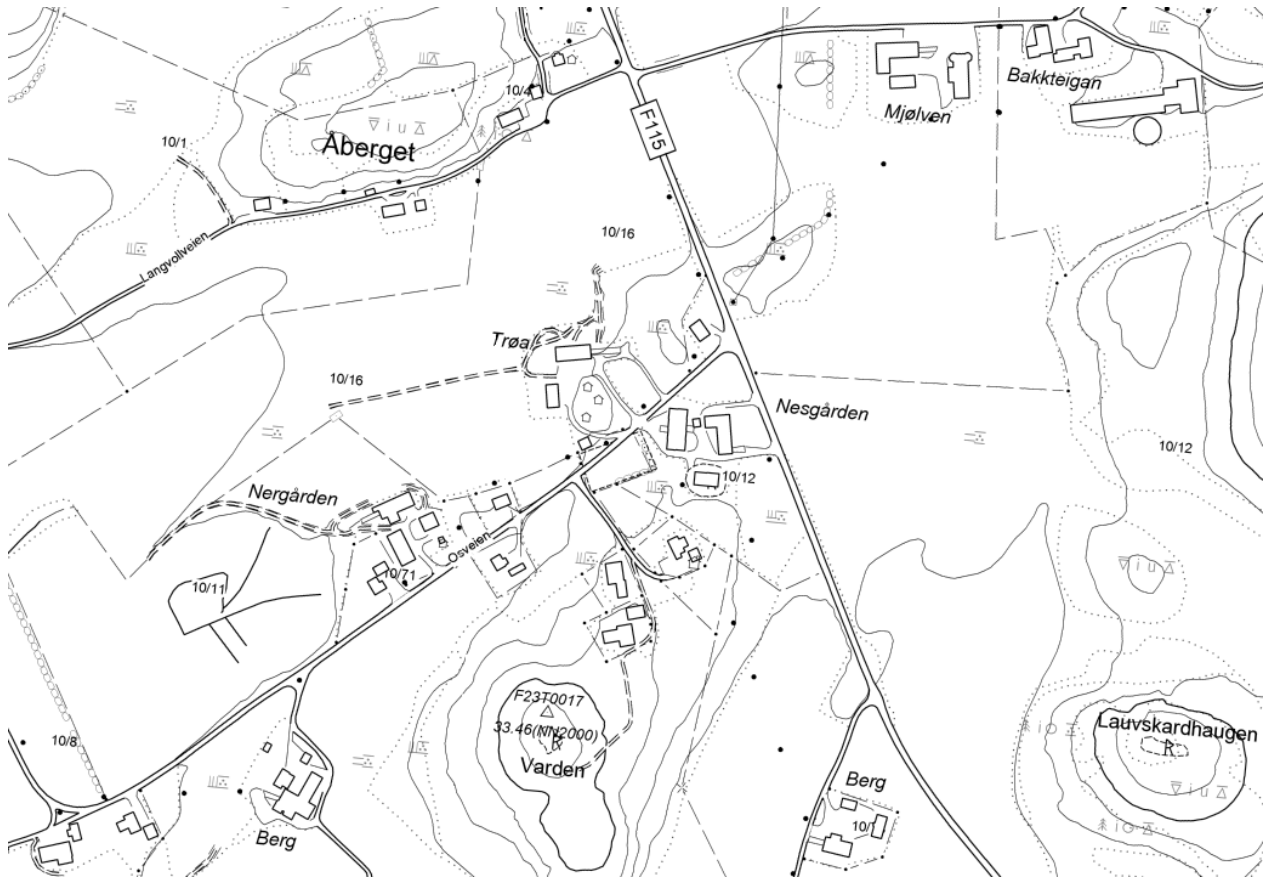 10/4
F115
Bakkteigan
Mjølven
Åberget
10/1
10/16
Langvollveien
Trøa
10/16
Nesgården
10/12
10/12
Nergården
Osveien
10/71
10/11
F23T0017
33.46(NN2000)
Varden
R
Lauvskardhaugen
R
10/8
Berg
Berg
i u
i u
i
i